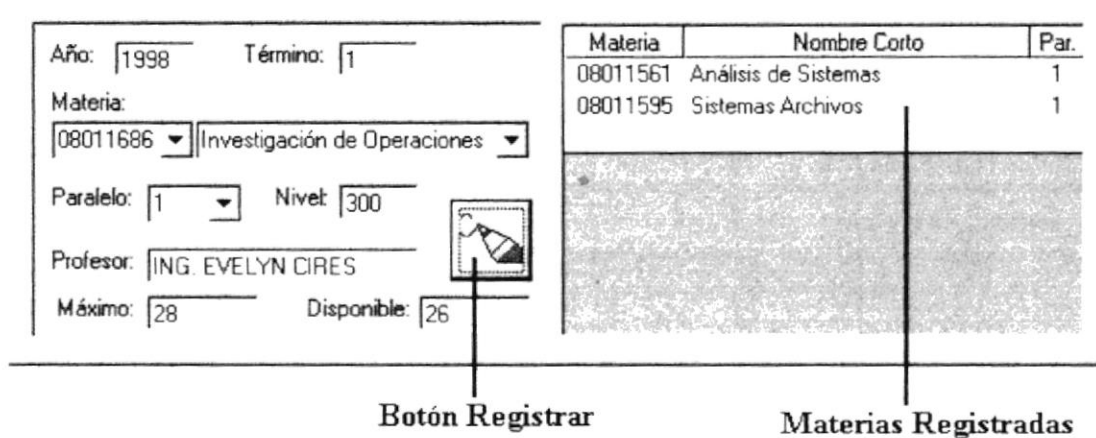 Año: 1998 Término: 1
Materia:
08011686 Investigación de Operaciones
Paralelo: 1 Nivel: 300
Profesor: ING. EVELYN CIRES
Máximo: 28 Disponible: 26
Materia Nombre Corto Par.
08011561 Análisis de Sistemas 1
08011595 Sistemas Archivos 1
Botón Registrar
Materias Registradas